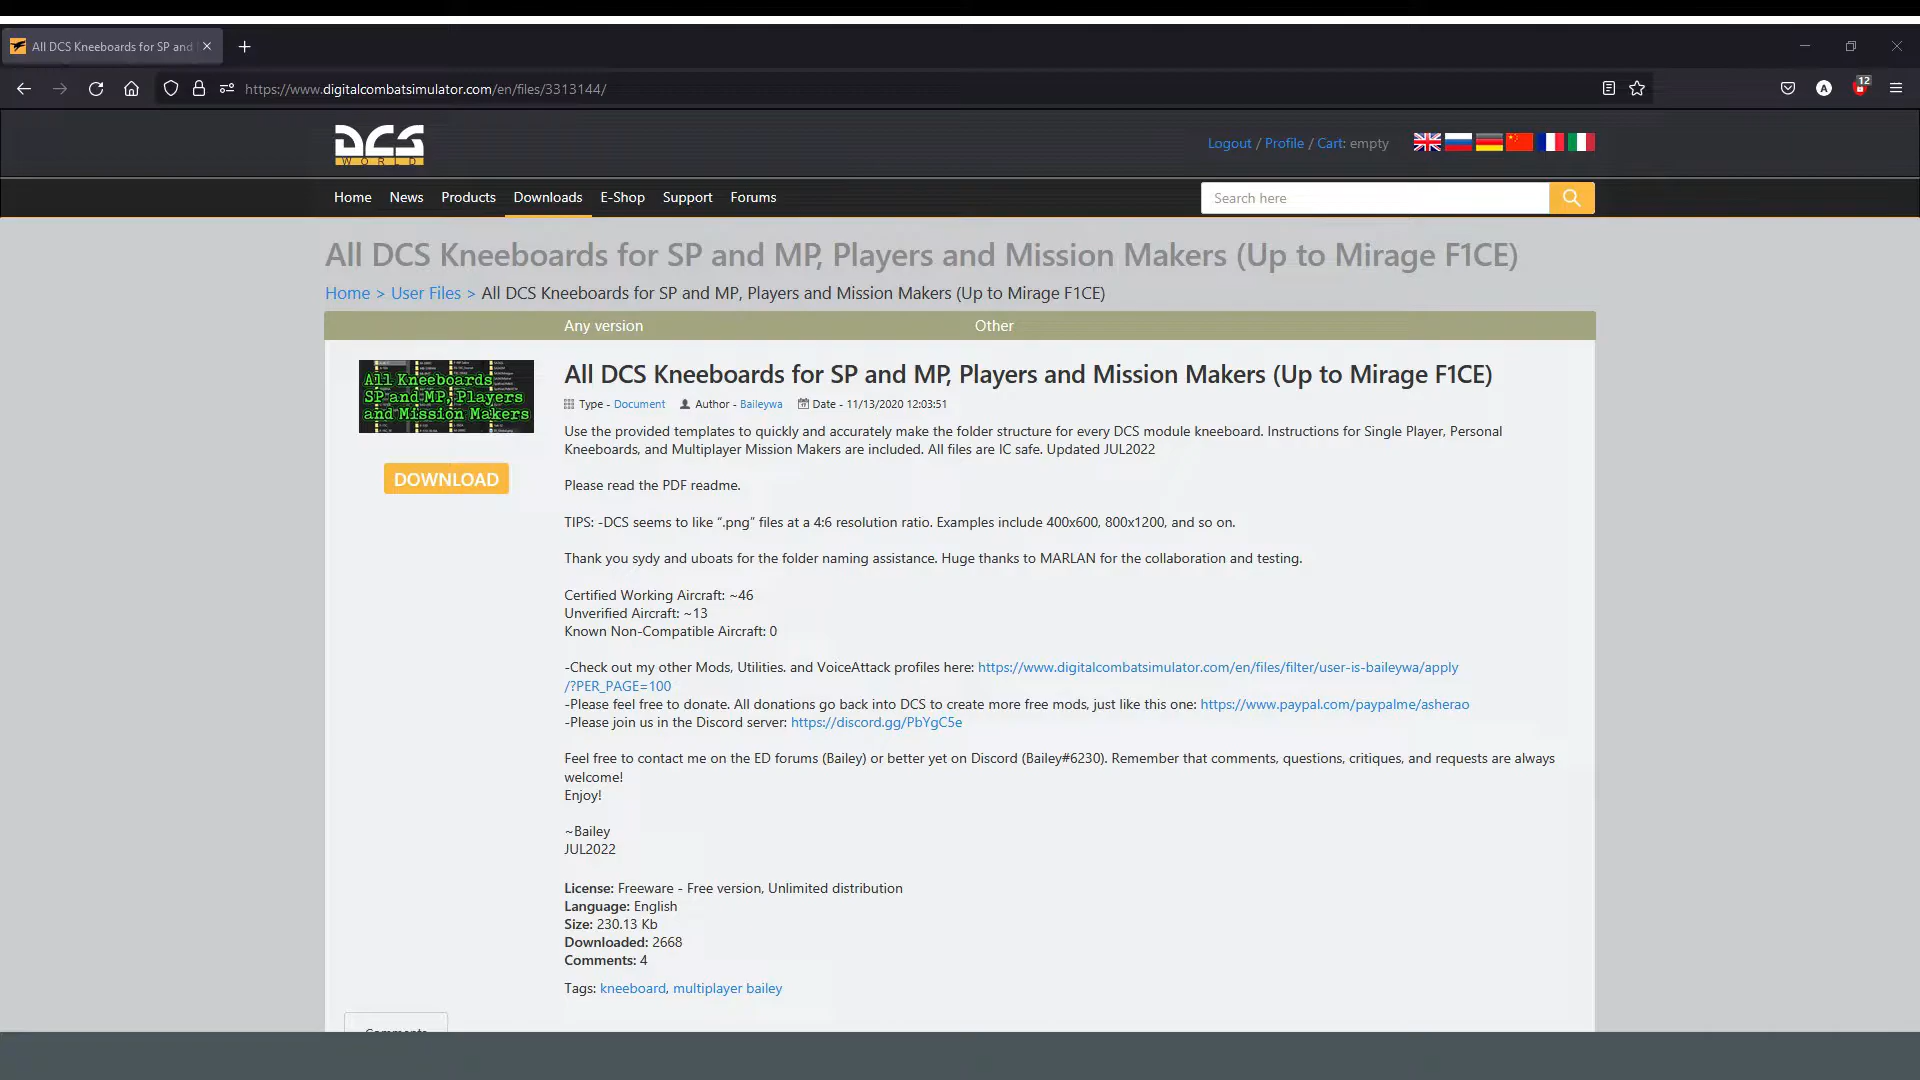 All DCS Kneeboards for SP and
12
https://www.digitalcombatsimulator.com/en/files/3313144/
A
DCS
WORLD
Logout / Profile / Cart: empty
Home News Products Downloads E-Shop Support Forums
Search here
All DCS Kneeboards for SP and MP, Players and Mission Makers (Up to Mirage F1CE)
Home > User Files > All DCS Kneeboards for SP and MP, Players and Mission Makers (Up to Mirage F1CE)
Any version Other
All Kneeboards
SP and MP, Players
and Mission Makers
DOWNLOAD
All DCS Kneeboards for SP and MP, Players and Mission Makers (Up to Mirage F1CE)
Type - Document Author - Baileywa Date - 11/13/2020 12:03:51
Use the provided templates to quickly and accurately make the folder structure for every DCS module kneeboard. Instructions for Single Player, Personal
Kneeboards, and Multiplayer Mission Makers are included. All files are IC safe. Updated JUL2022
Please read the PDF readme.
TIPS: -DCS seems to like “.png” files at a 4:6 resolution ratio. Examples include 400x600, 800x1200, and so on.
Thank you sydy and uboats for the folder naming assistance. Huge thanks to MARLAN for the collaboration and testing.
Certified Working Aircraft: ~46
Unverified Aircraft: ~13
Known Non-Compatible Aircraft: 0
-Check out my other Mods, Utilities. and VoiceAttack profiles here: https://www.digitalcombatsimulator.com/en/files/filter/user-is-baileywa/apply
/?PER_PAGE=100
-Please feel free to donate. All donations go back into DCS to create more free mods, just like this one: https://www.paypal.com/paypalme/asherao
-Please join us in the Discord server: https://discord.gg/PbYgC5e
Feel free to contact me on the ED forums (Bailey) or better yet on Discord (Bailey#6230). Remember that comments, questions, critiques, and requests are always
welcome!
Enjoy!
~Bailey
JUL2022
License: Freeware - Free version, Unlimited distribution
Language: English
Size: 230.13 Kb
Downloaded: 2668
Comments: 4
Tags: kneeboard, multiplayer bailey
Comments